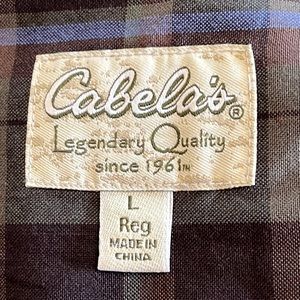 Cabela's®
Legendary Quality
since 1961™
L
Reg
MADE IN
CHINA